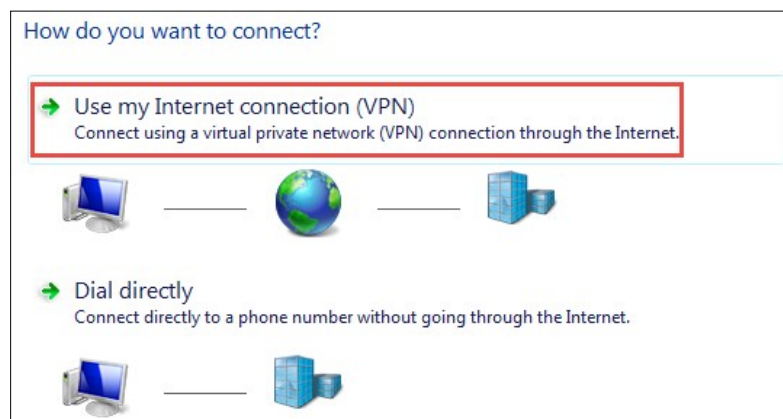 How do you want to connect?
Use my Internet connection (VPN)
Connect using a virtual private network (VPN) connection through the Internet.
Dial directly
Connect directly to a phone number without going through the Internet.